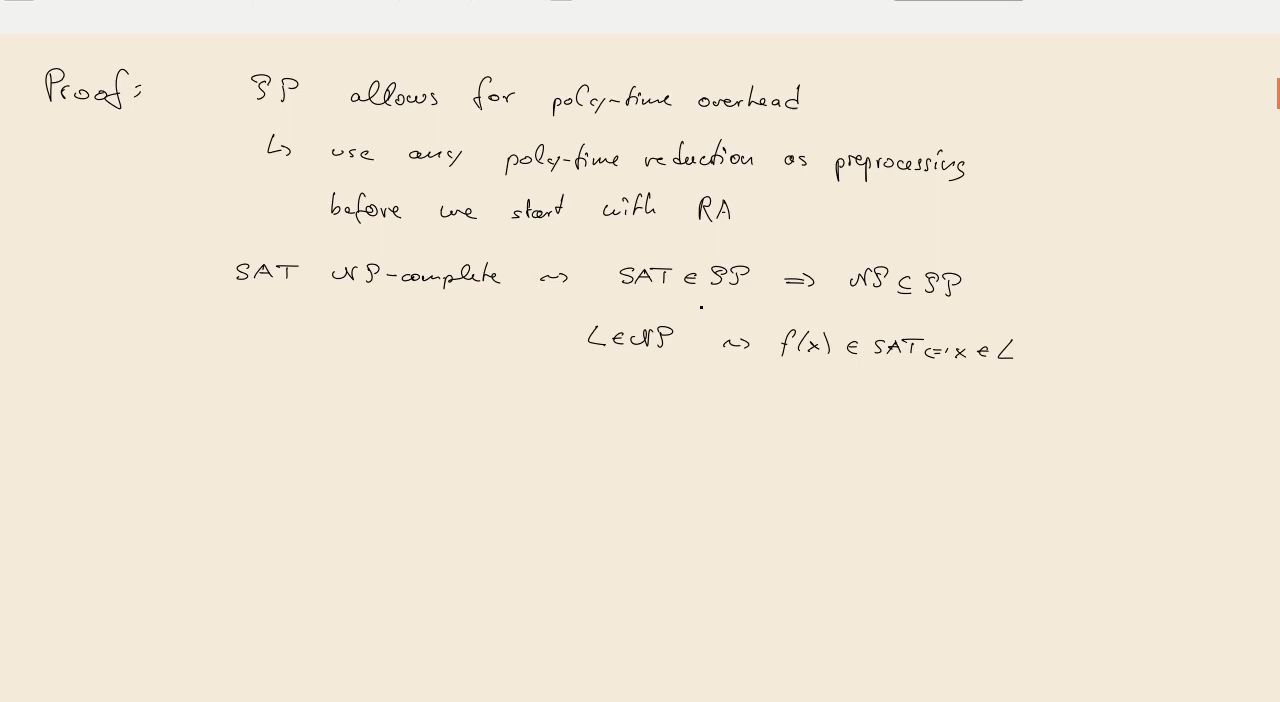 Proof: PP allows for poly-time overhead
↳ use any poly-time reduction as preprocessing
before we start with RA
SAT NP-complete ⇝ SAT ∈ PP ⇒ NP ⊆ PP
L ∈ NP ⇝ f(x) ∈ SAT ⇔ x ∈ L